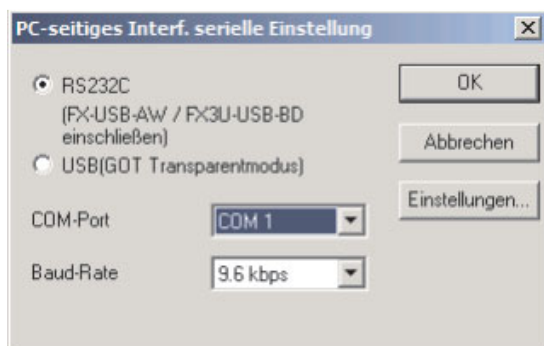 PC-seitiges Interf. serielle Einstellung
RS232C
(FX-USB-AW / FX3U-USB-BD
einschließen)
USB(GOT Transparentmodus)
COM-Port
COM 1
Baud-Rate
9.6 kbps
OK
Abbrechen
Einstellungen...